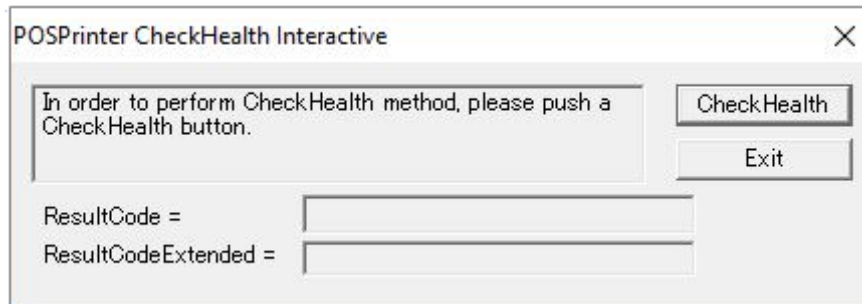 POSPrinter CheckHealth Interactive
In order to perform CheckHealth method, please push a
CheckHealth button.
CheckHealth
Exit
ResultCode =
ResultCodeExtended =